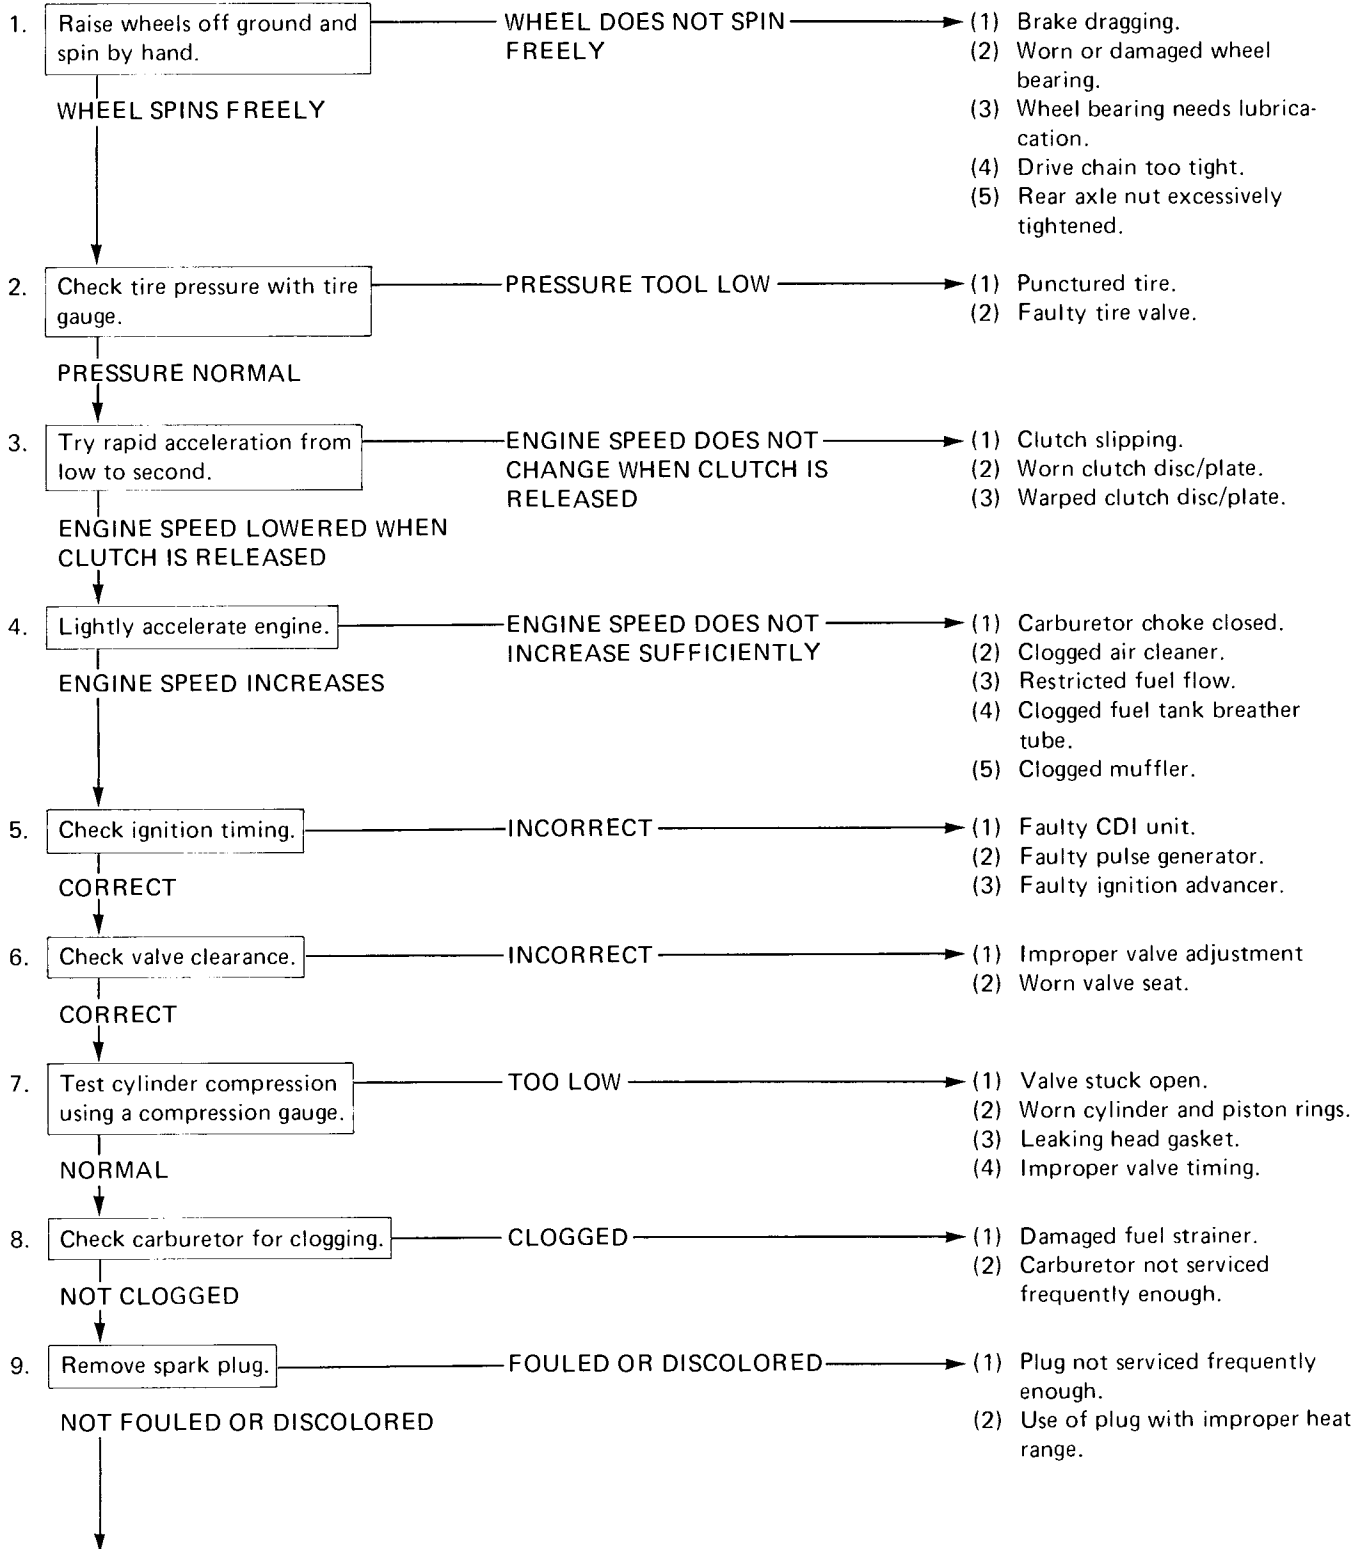 1. Raise wheels off ground and
spin by hand.
WHEEL DOES NOT SPIN
FREELY
(1) Brake dragging.
(2) Worn or damaged wheel
bearing.
(3) Wheel bearing needs lubrica-
cation.
(4) Drive chain too tight.
(5) Rear axle nut excessively
tightened.
WHEEL SPINS FREELY
2. Check tire pressure with tire
gauge.
PRESSURE TOOL LOW
(1) Punctured tire.
(2) Faulty tire valve.
PRESSURE NORMAL
3. Try rapid acceleration from
low to second.
ENGINE SPEED DOES NOT
CHANGE WHEN CLUTCH IS
RELEASED
(1) Clutch slipping.
(2) Worn clutch disc/plate.
(3) Warped clutch disc/plate.
ENGINE SPEED LOWERED WHEN
CLUTCH IS RELEASED
4. Lightly accelerate engine.
ENGINE SPEED DOES NOT
INCREASE SUFFICIENTLY
(1) Carburetor choke closed.
(2) Clogged air cleaner.
(3) Restricted fuel flow.
(4) Clogged fuel tank breather
tube.
(5) Clogged muffler.
ENGINE SPEED INCREASES
5. Check ignition timing.
INCORRECT
(1) Faulty CDI unit.
(2) Faulty pulse generator.
(3) Faulty ignition advancer.
CORRECT
6. Check valve clearance.
INCORRECT
(1) Improper valve adjustment
(2) Worn valve seat.
CORRECT
7. Test cylinder compression
using a compression gauge.
TOO LOW
(1) Valve stuck open.
(2) Worn cylinder and piston rings.
(3) Leaking head gasket.
(4) Improper valve timing.
NORMAL
8. Check carburetor for clogging.
CLOGGED
(1) Damaged fuel strainer.
(2) Carburetor not serviced
frequently enough.
NOT CLOGGED
9. Remove spark plug.
FOULED OR DISCOLORED
(1) Plug not serviced frequently
enough.
(2) Use of plug with improper heat
range.
NOT FOULED OR DISCOLORED